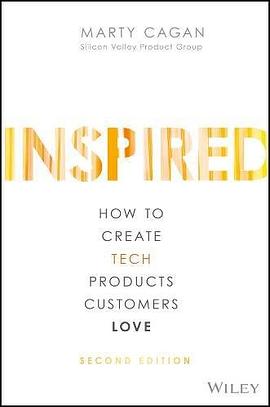 MARTY CAGAN
Silicon Valley Product Group
INSPIRED
HOW TO
CREATE
TECH
PRODUCTS
CUSTOMERS
LOVE
SECOND EDITION
WILEY